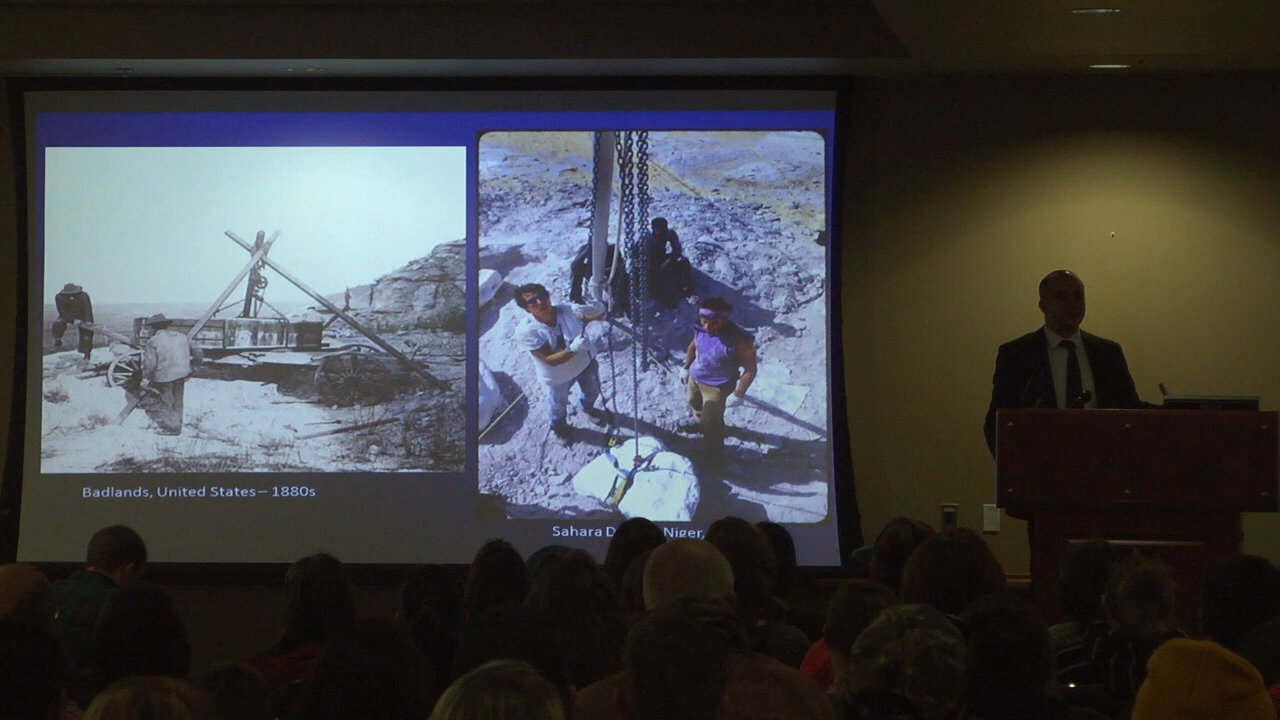 Badlands, United States – 1880s
Sahara Niger,